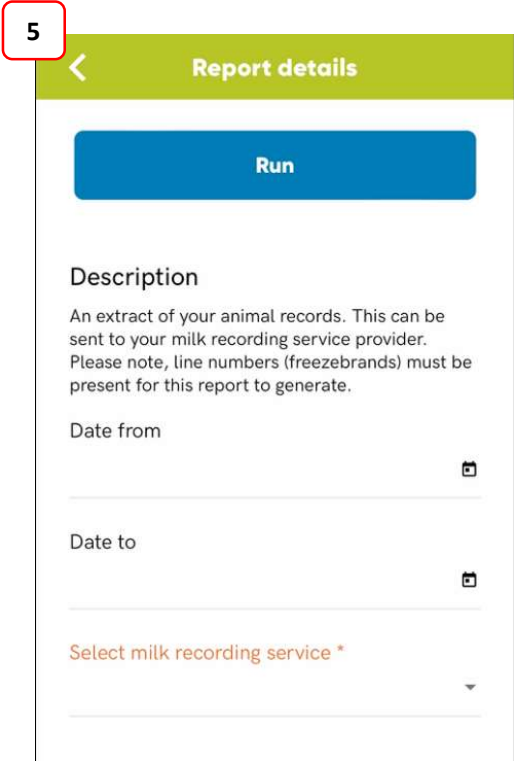 5
Report details
Run
Description
An extract of your animal records. This can be
sent to your milk recording service provider.
Please note, line numbers (freezebrands) must be
present for this report to generate.
Date from
Date to
Select milk recording service *